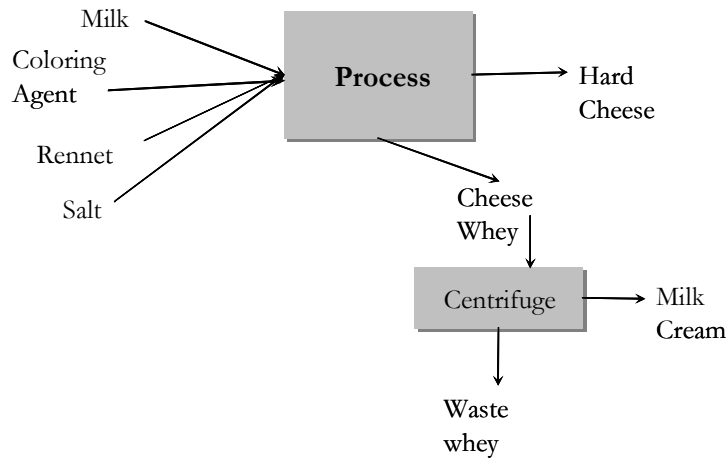 Milk
Coloring
Agent
Rennet
Salt
Process
Hard
Cheese
Cheese
Whey
Centrifuge
Milk
Cream
Waste
whey